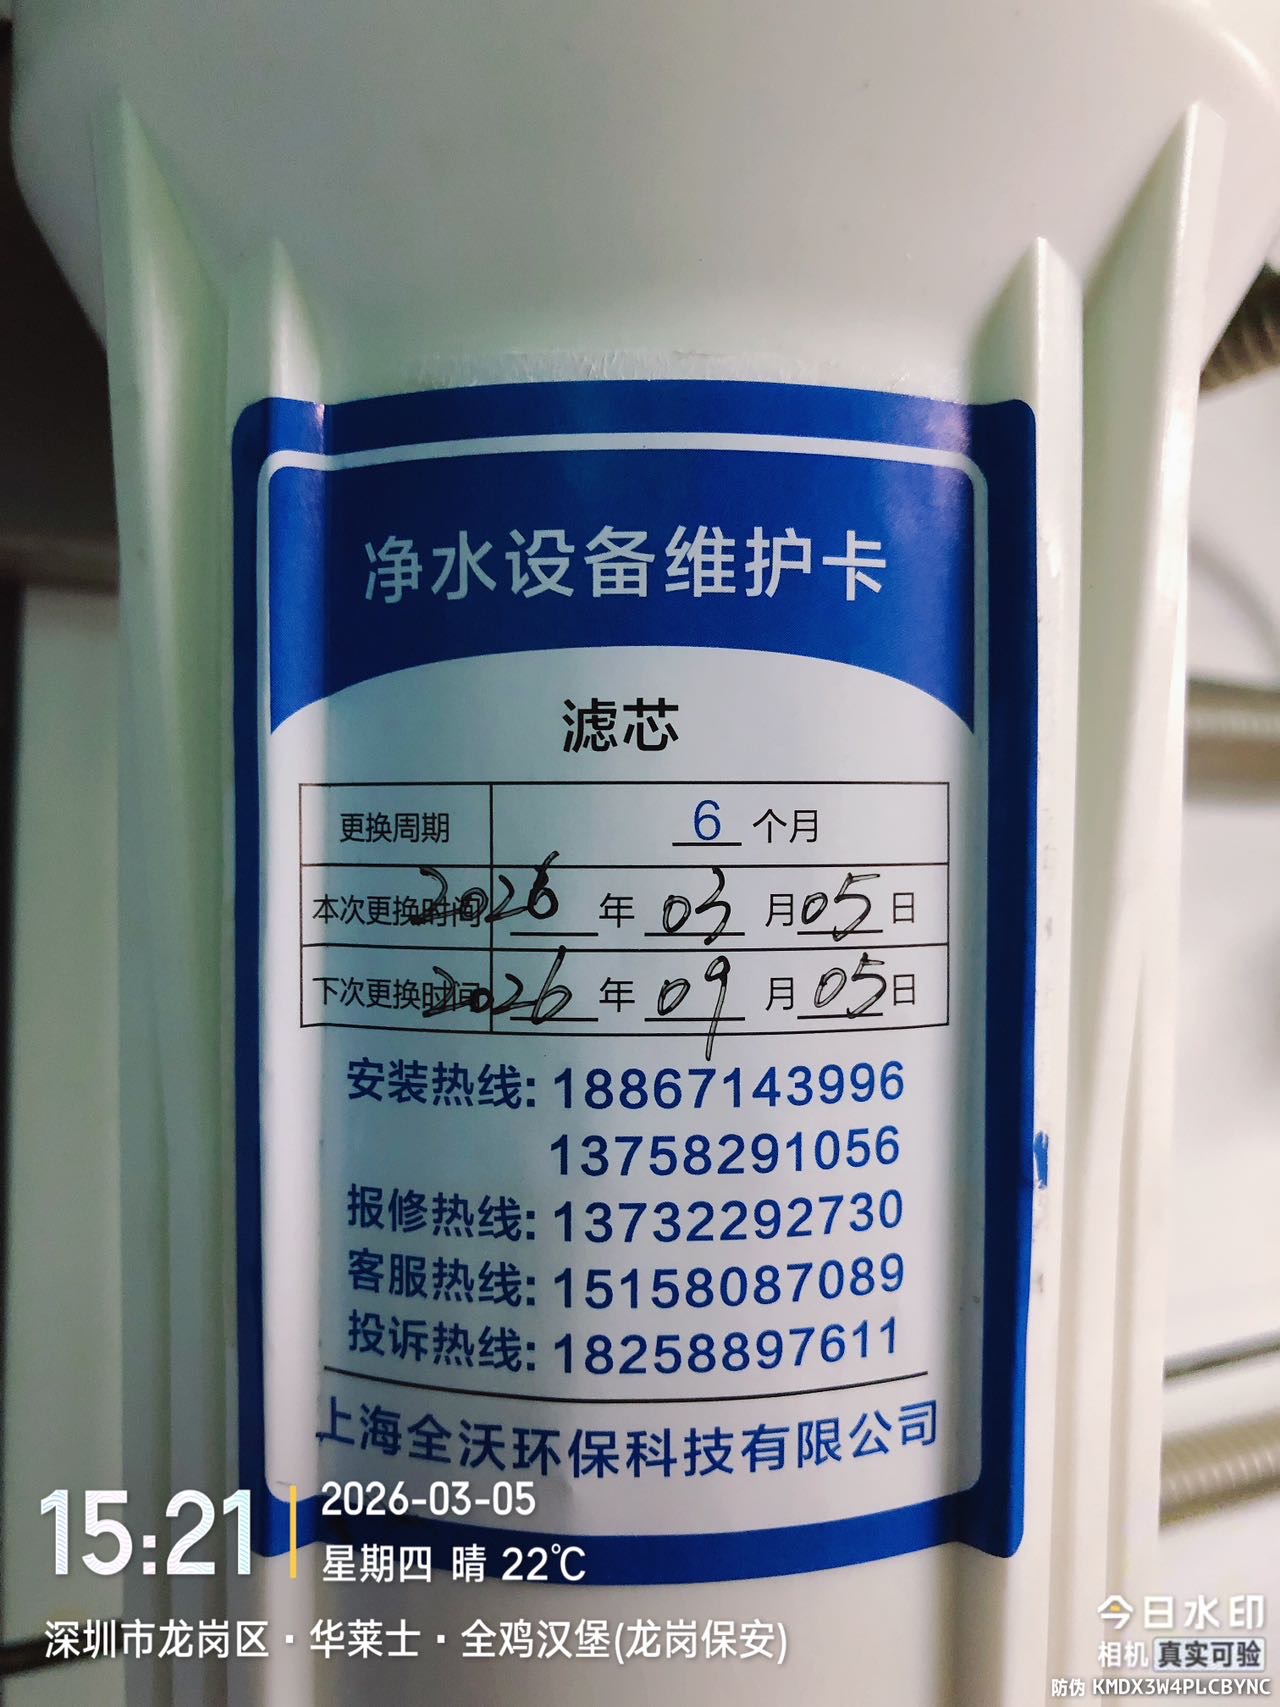 净水设备维护卡
滤芯
更换周期 6 个月
本次更换时间 2026 年 03 月 05 日
下次更换时间 2026 年 09 月 05 日
安装热线: 18867143996
13758291056
报修热线: 13732292730
客服热线: 15158087089
投诉热线: 18258897611
上海全沃环保科技有限公司
15:21
2026-03-05
星期四 晴 22℃
深圳市龙岗区·华莱士·全鸡汉堡(龙岗保安)
今日水印
相机 真实可验
防伪 KMDX3W4PLCBYNC